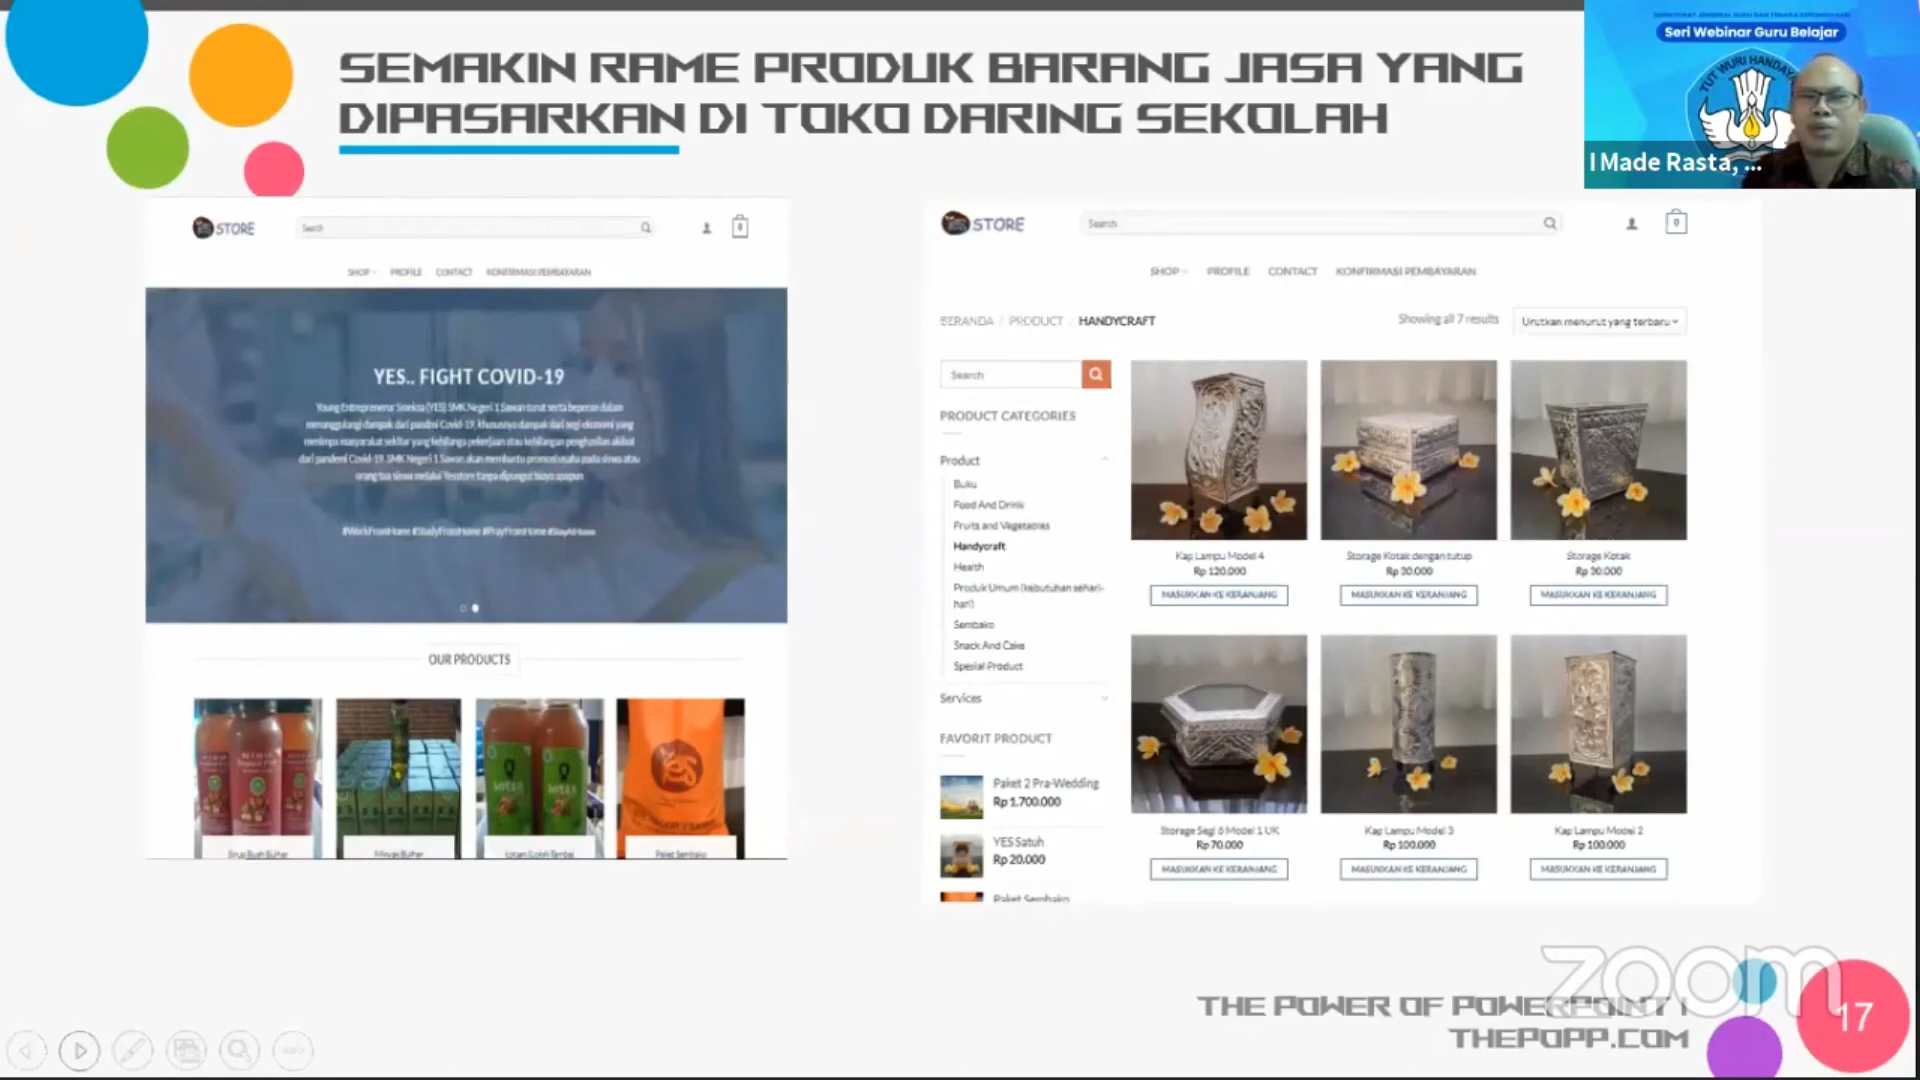 SEMAKIN RAME PRODUK BARANG JASA YANG
DIPASARKAN DI TOKO DARING SEKOLAH
Seri Webinar Guru Belajar
TUT WURI HANDAY
I Made Rasta, ...
STORE
Search
0
SHOP
PROFILE
CONTACT
KONFIRMASI PEMBAYARAN
YES.. FIGHT COVID-19
Young Entrepreneur Sineksa (YES) SMK Negeri 1 Sawan turut serta berperan dalam
menanggulangi dampak dari pandemi Covid-19, khususnya dampak dari segi ekonomi yang
menimpa masyarakat sekitar yang kehilangan pekerjaan atau kehilangan penghasilan akibat
dari pandemi Covid-19. SMK Negeri 1 Sawan akan membantu promosi usaha pada siswa atau
orang tua siswa melalui Yesstore tanpa dipungut biaya apapun
#WorkFromHome #StudyFromHome #PrayFromHome #StayAtHome
OUR PRODUCTS
Sirup Buah Bulhar
Minyak Bulhar
Paket Sembako
STORE
Search
0
SHOP
PROFILE
CONTACT
KONFIRMASI PEMBAYARAN
BERANDA / PRODUCT / HANDYCRAFT
Showing all 7 results
Urutkan menurut yang terbaru
Search
PRODUCT CATEGORIES
Product
Buku
Food And Drink
Fruits and Vegetables
Handycraft
Health
Produk Umum (kebutuhan sehari-
hari)
Sembako
Snack And Cake
Spesial Product
Services
FAVORIT PRODUCT
Paket 2 Pra-Wedding
Rp 1.700.000
YES Satuh
Rp 20.000
Paket Sembako
Kap Lampu Model 4
Rp 120.000
MASUKKAN KE KERANJANG
Storage Kotak dengan tutup
Rp 30.000
MASUKKAN KE KERANJANG
Storage Kotak
Rp 30.000
MASUKKAN KE KERANJANG
Storage Segi 6 Model 1 UK
Rp 70.000
MASUKKAN KE KERANJANG
Kap Lampu Model 3
Rp 100.000
MASUKKAN KE KERANJANG
Kap Lampu Model 2
Rp 100.000
MASUKKAN KE KERANJANG
zoom
THE POWER OF POWERPOINT |
THEPOPP.COM
17